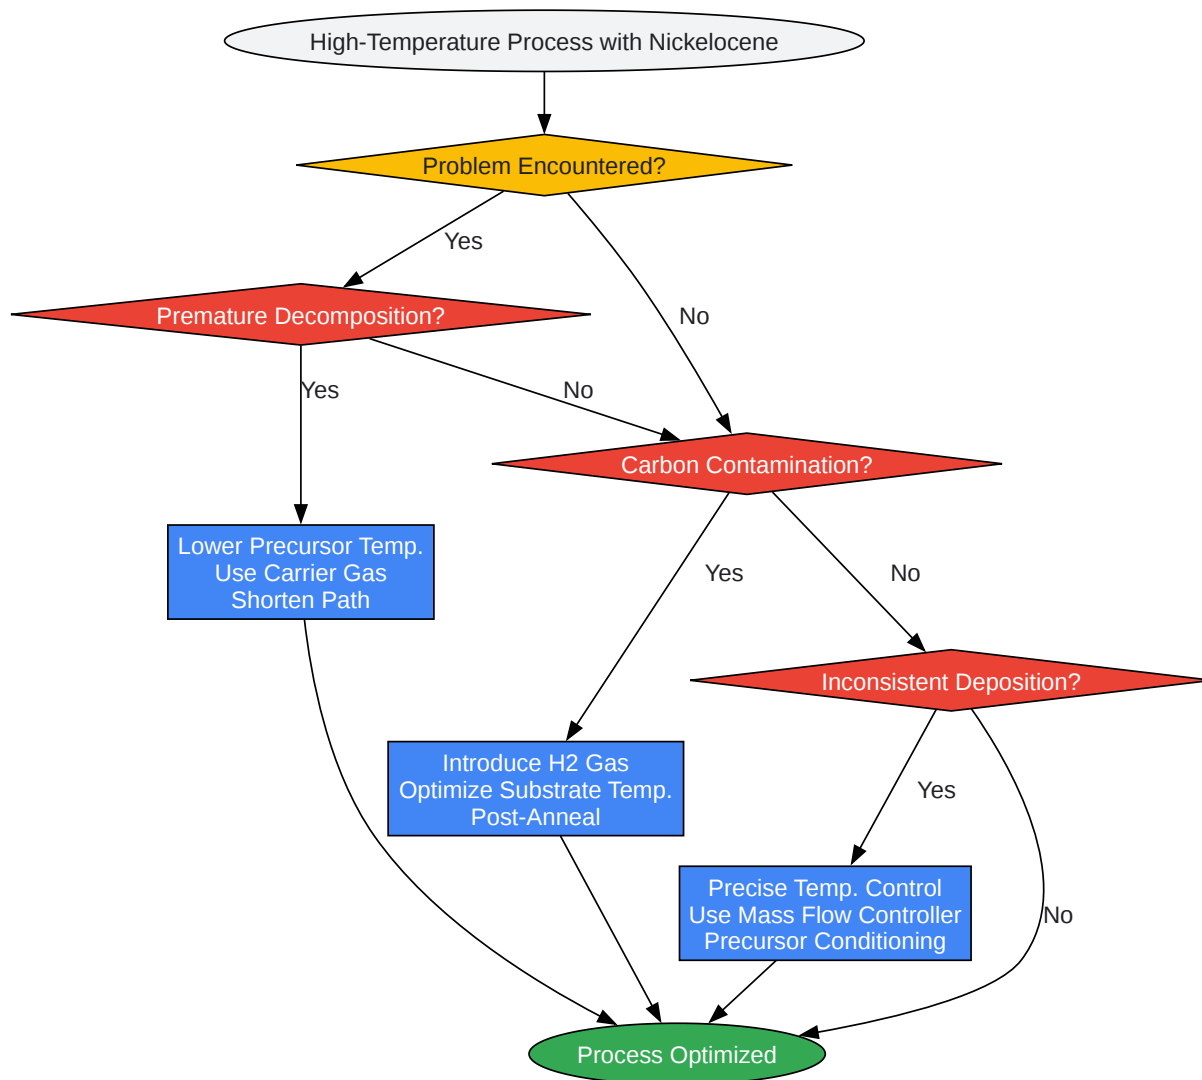 High-Temperature Process with Nickelocene
Problem Encountered?
Yes
No
Premature Decomposition?
Yes
No
Carbon Contamination?
Yes
No
Lower Precursor Temp.
Use Carrier Gas
Shorten Path
Inconsistent Deposition?
Yes
No
Introduce H2 Gas
Optimize Substrate Temp.
Post-Anneal
Precise Temp. Control
Use Mass Flow Controller
Precursor Conditioning
Process Optimized